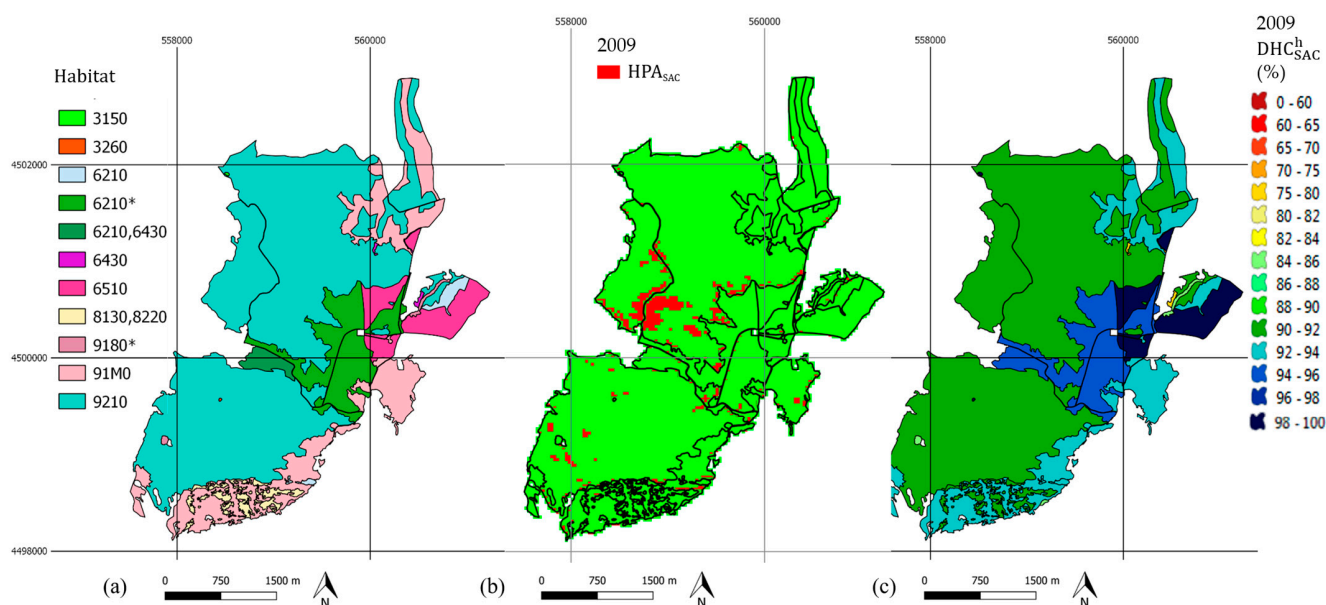 558000
560000
Habitat
3150
3260
6210
6210*
6210,6430
6430
6510
8130,8220
9180*
91M0
9210
4502000
4500000
4498000
(a)
0 750 1500 m
N
558000
560000
2009
HPASAC
(b)
0 750 1500 m
N
558000
560000
2009
DHChSAC
(%)
0 - 60
60 - 65
65 - 70
70 - 75
75 - 80
80 - 82
82 - 84
84 - 86
86 - 88
88 - 90
90 - 92
92 - 94
94 - 96
96 - 98
98 - 100
(c)
0 750 1500 m
N